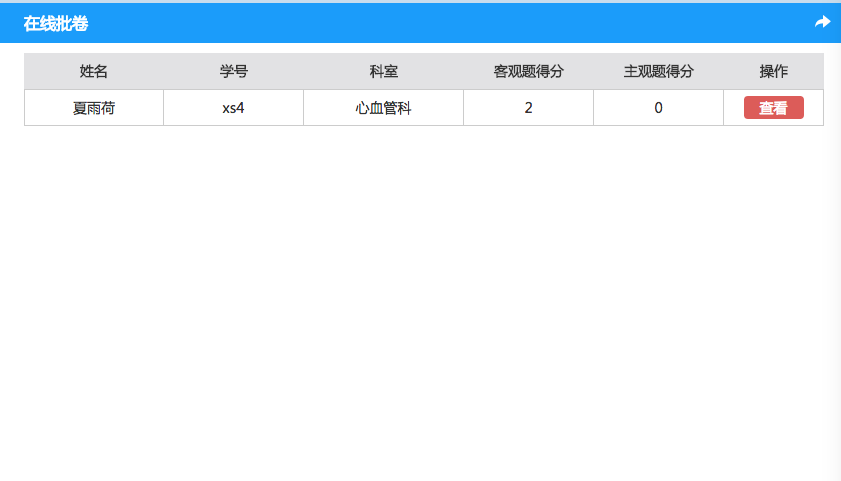 在线批卷
姓名 学号 科室 客观题得分 主观题得分 操作
夏雨荷 xs4 心血管科 2 0 查看